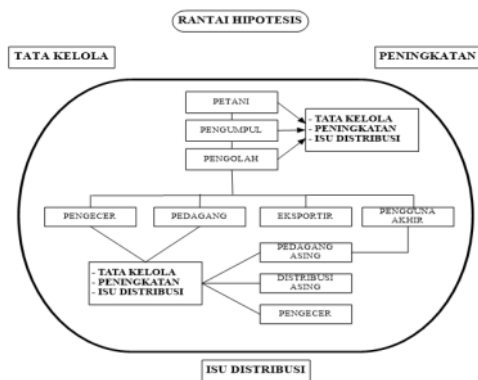 RANTAI HIPOTESIS
TATA KELOLA
PENINGKATAN
PETANI
PENGUMPUL
PENGOLAH
- TATA KELOLA
- PENINGKATAN
- ISU DISTRIBUSI
PENGECER
PEDAGANG
EKSPORTIR
PENGGUNA
AKHIR
- TATA KELOLA
- PENINGKATAN
- ISU DISTRIBUSI
PEDAGANG
ASING
DISTRIBUSI
ASING
PENGECER
ISU DISTRIBUSI